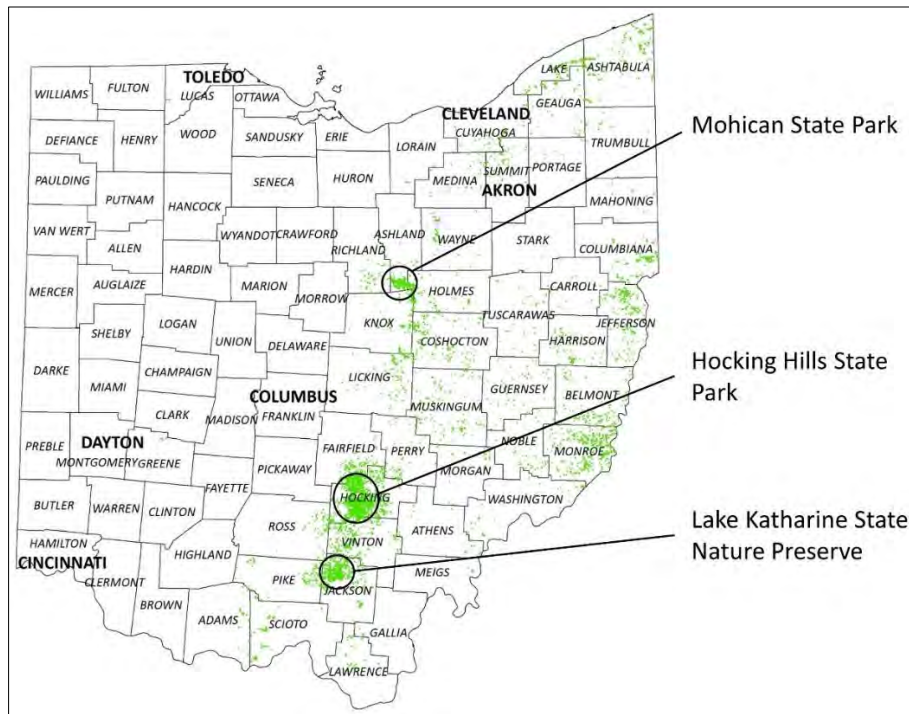 TOLEDO
LAKE
ASHTABULA
WILLIAMS
FULTON
LUCAS
OTTAWA
GEAUGA
CLEVELAND
CUYAHOGA
Mohican State Park
DEFIANCE
HENRY
WOOD
SANDUSKY
ERIE
LORAIN
TRUMBULL
PAULDING
SENECA
HURON
MEDINA
SUMMIT
PORTAGE
AKRON
PUTNAM
HANCOCK
MAHONING
VAN WERT
WYANDOT
CRAWFORD
RICHLAND
ASHLAND
WAYNE
STARK
COLUMBIANA
ALLEN
HARDIN
MERCER
AUGLAIZE
MARION
MORROW
HOLMES
CARROLL
TUSCARAWAS
JEFFERSON
LOGAN
KNOX
SHELBY
UNION
DELAWARE
COSHOCTON
HARRISON
DARKE
CHAMPAIGN
LICKING
Hocking Hills State
Park
MIAMI
GUERNSEY
BELMONT
COLUMBUS
CLARK
MADISON
FRANKLIN
MUSKINGUM
PREBLE
DAYTON
MONTGOMERY
GREENE
FAIRFIELD
PERRY
NOBLE
MONROE
PICKAWAY
MORGAN
FAYETTE
HOCKING
WASHINGTON
BUTLER
WARREN
CLINTON
ROSS
ATHENS
Lake Katharine State
Nature Preserve
HAMILTON
CINCINNATI
HIGHLAND
VINTON
MEIGS
CLERMONT
PIKE
JACKSON
BROWN
ADAMS
SCIOTO
GALLIA
LAWRENCE